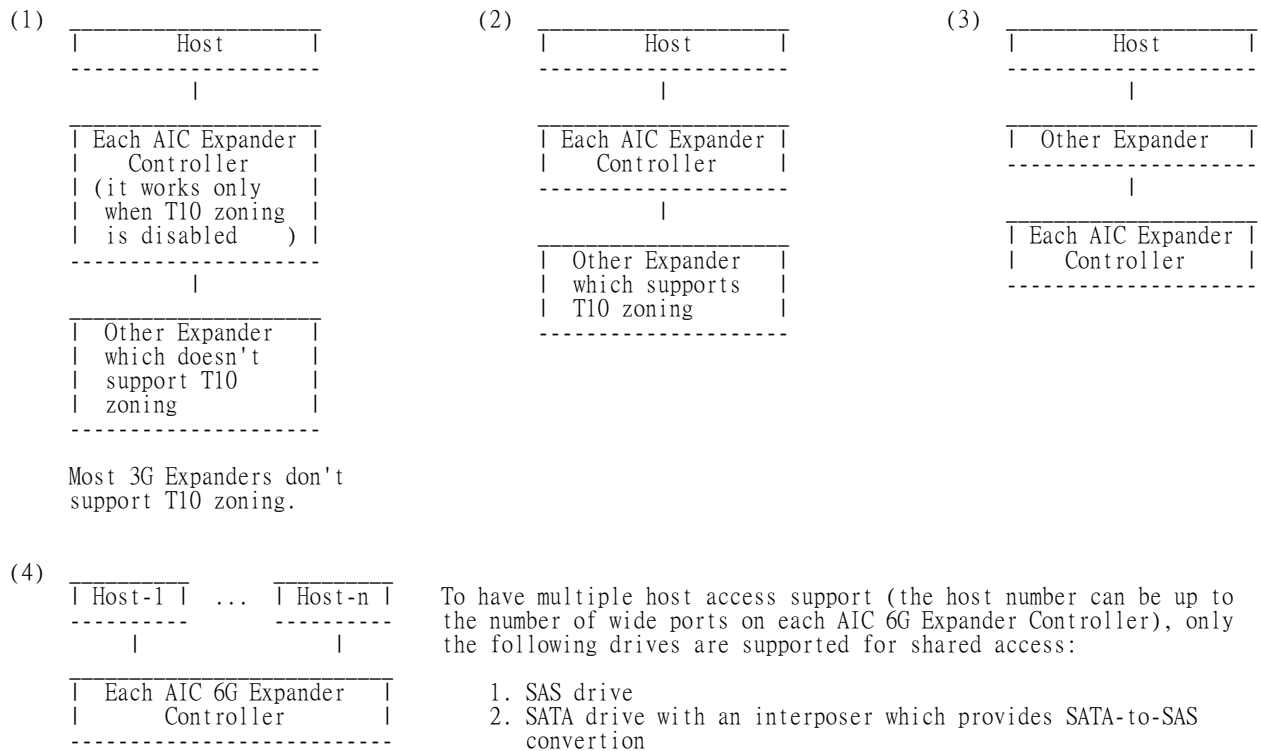 (1)
Host
Each AIC Expander
Controller
(it works only
when T10 zoning
is disabled )
Other Expander
which doesn't
support T10
zoning
Most 3G Expanders don't
support T10 zoning.
(2)
Host
Each AIC Expander
Controller
Other Expander
which supports
T10 zoning
(3)
Host
Other Expander
Each AIC Expander
Controller
(4)
Host-1 ... Host-n
Each AIC 6G Expander
Controller
To have multiple host access support (the host number can be up to
the number of wide ports on each AIC 6G Expander Controller), only
the following drives are supported for shared access:
1. SAS drive
2. SATA drive with an interposer which provides SATA-to-SAS
convertion